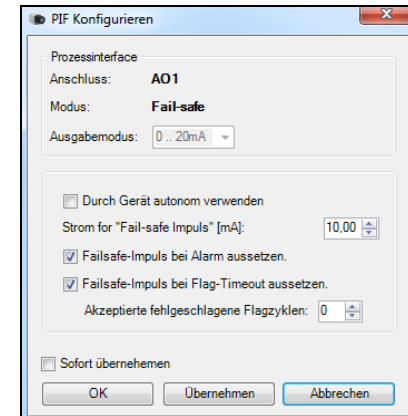 PIF Konfigurieren
Prozessinterface
Anschluss: AO1
Modus: Fail-safe
Ausgabemodus: 0 .. 20mA
Durch Gerät autonom verwenden
Strom for "Fail-safe Impuls" [mA]: 10,00
Failsafe-Impuls bei Alarm aussetzen.
Failsafe-Impuls bei Flag-Timeout aussetzen.
Akzeptierte fehlgeschlagene Flagzyklen: 0
Sofort übernehemen
OK Übernehmen Abbrechen